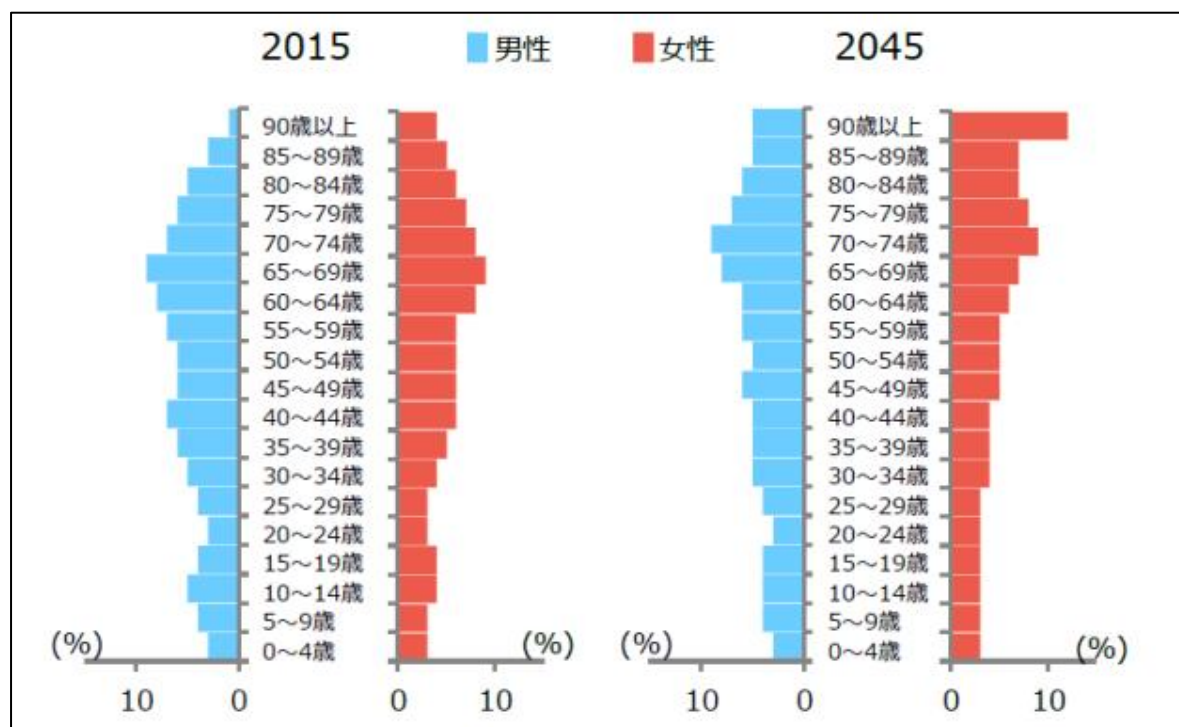 2015 男性 女性 2045
90歳以上 90歳以上
85～89歳 85～89歳
80～84歳 80～84歳
75～79歳 75～79歳
70～74歳 70～74歳
65～69歳 65～69歳
60～64歳 60～64歳
55～59歳 55～59歳
50～54歳 50～54歳
45～49歳 45～49歳
40～44歳 40～44歳
35～39歳 35～39歳
30～34歳 30～34歳
25～29歳 25～29歳
20～24歳 20～24歳
15～19歳 15～19歳
10～14歳 10～14歳
5～9歳 5～9歳
(%) 0～4歳 (%) (%) 0～4歳 (%)
10 0 0 10 10 0 0 10